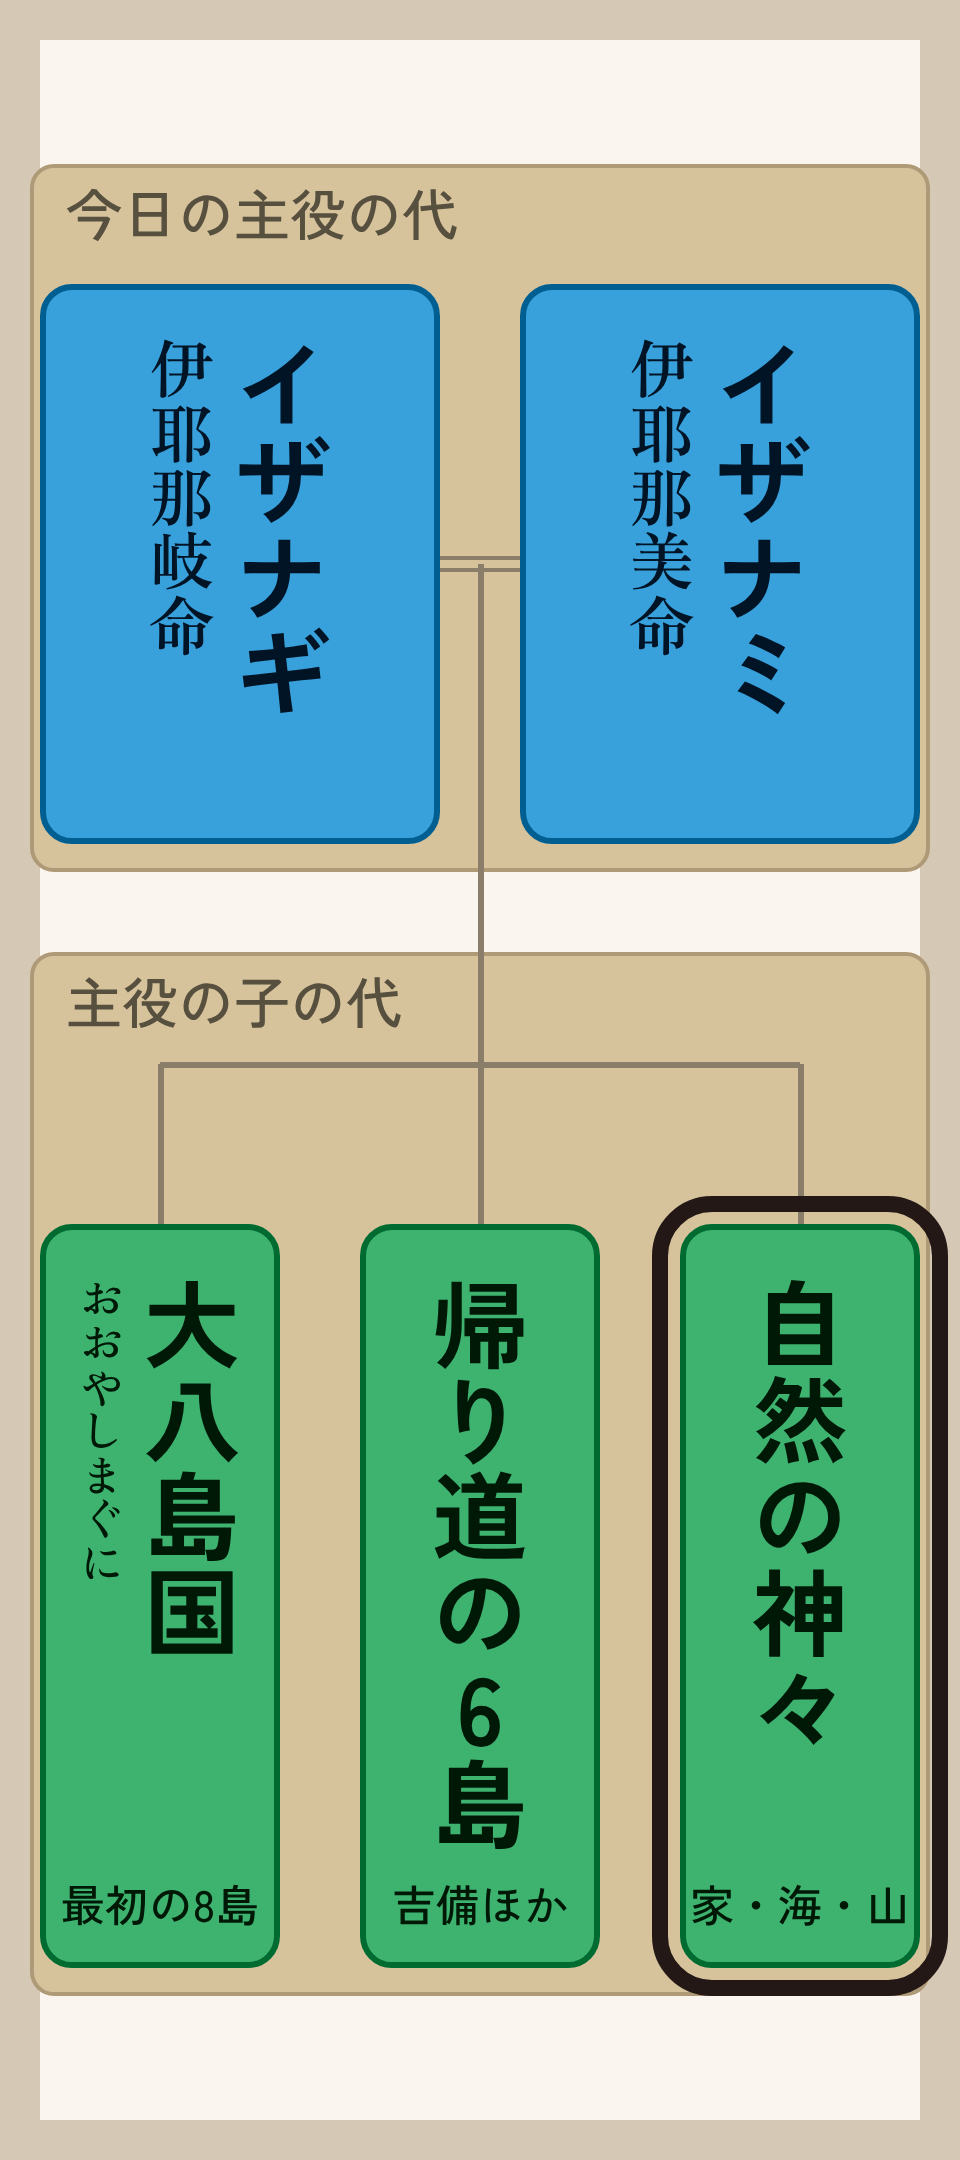 今日の主役の代
イザナギ
伊耶那岐命
イザナミ
伊耶那美命
主役の子の代
大八島国
おおやしまぐに
最初の8島
帰り道の6島
吉備ほか
自然の神々
家・海・山